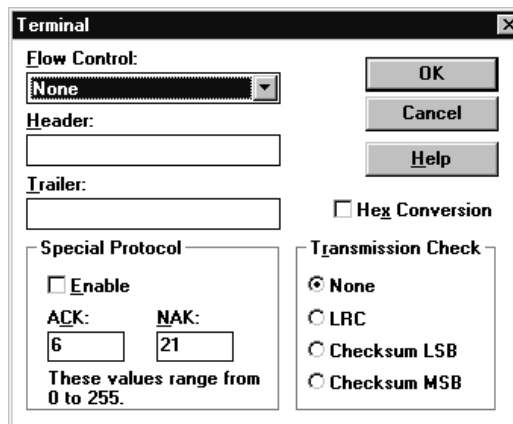 Terminal
Flow Control:
None
Header:
Trailer:
OK
Cancel
Help
Hex Conversion
Special Protocol
Enable
ACK:
NAK:
6
21
These values range from
0 to 255.
Transmission Check
None
LRC
Checksum LSB
Checksum MSB